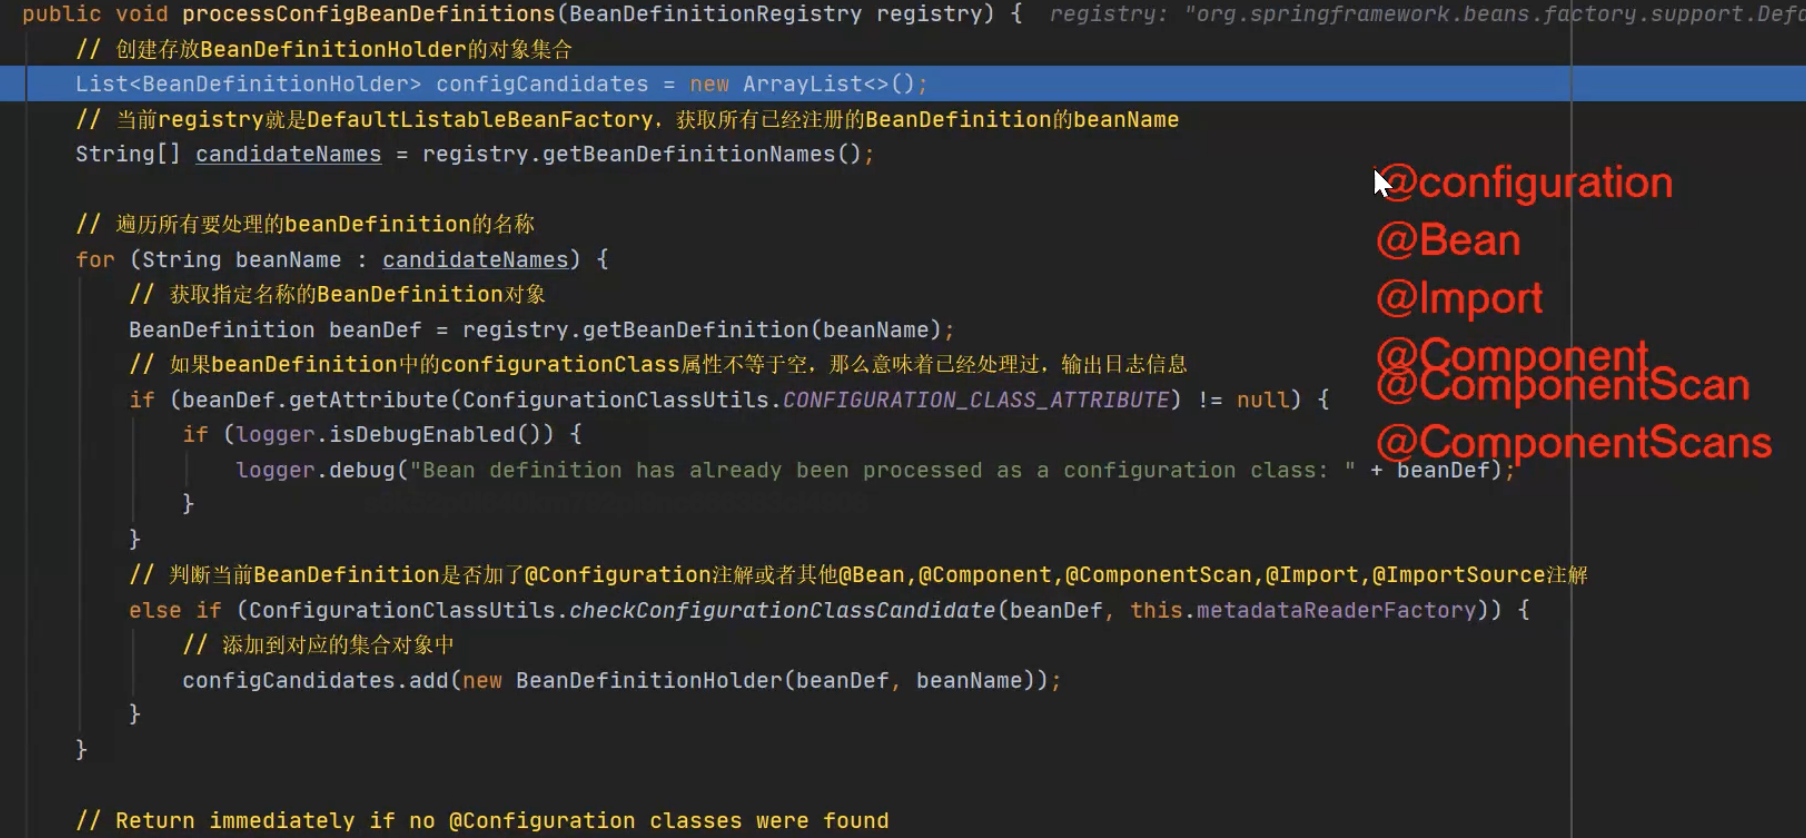 public void processConfigBeanDefinitions(BeanDefinitionRegistry registry) {  registry: "org.springframework.beans.factory.support.Defa
// 创建存放BeanDefinitionHolder的对象集合
List<BeanDefinitionHolder> configCandidates = new ArrayList<>();
// 当前registry就是DefaultListableBeanFactory，获取所有已经注册的BeanDefinition的beanName
String[] candidateNames = registry.getBeanDefinitionNames();
@configuration
// 遍历所有要处理的beanDefinition的名称
@Bean
for (String beanName : candidateNames) {
// 获取指定名称的BeanDefinition对象
@Import
BeanDefinition beanDef = registry.getBeanDefinition(beanName);
// 如果beanDefinition中的configurationClass属性不等于空，那么意味着已经处理过，输出日志信息
@Component
@ComponentScan
if (beanDef.getAttribute(ConfigurationClassUtils.CONFIGURATION_CLASS_ATTRIBUTE) != null) {
if (logger.isDebugEnabled()) {
@ComponentScans
logger.debug("Bean definition has already been processed as a configuration class: " + beanDef);
}
}
// 判断当前BeanDefinition是否加了@Configuration注解或者其他@Bean,@Component,@ComponentScan,@Import,@ImportSource注解
else if (ConfigurationClassUtils.checkConfigurationClassCandidate(beanDef, this.metadataReaderFactory)) {
// 添加到对应的集合对象中
configCandidates.add(new BeanDefinitionHolder(beanDef, beanName));
}
}
// Return immediately if no @Configuration classes were found